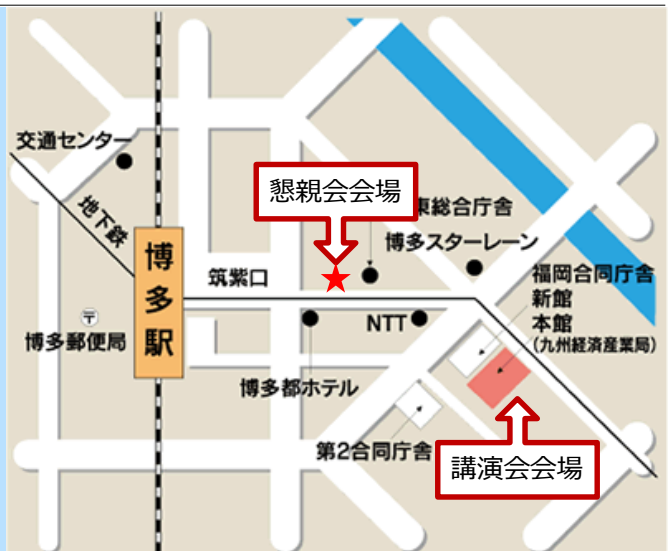 交通センター
地下鉄
博多駅
筑紫口
〒
博多郵便局
懇親会会場
東総合庁舎
博多スターレーン
福岡合同庁舎
新館
本館
(九州経済産業局)
NTT
博多都ホテル
第2合同庁舎
講演会会場